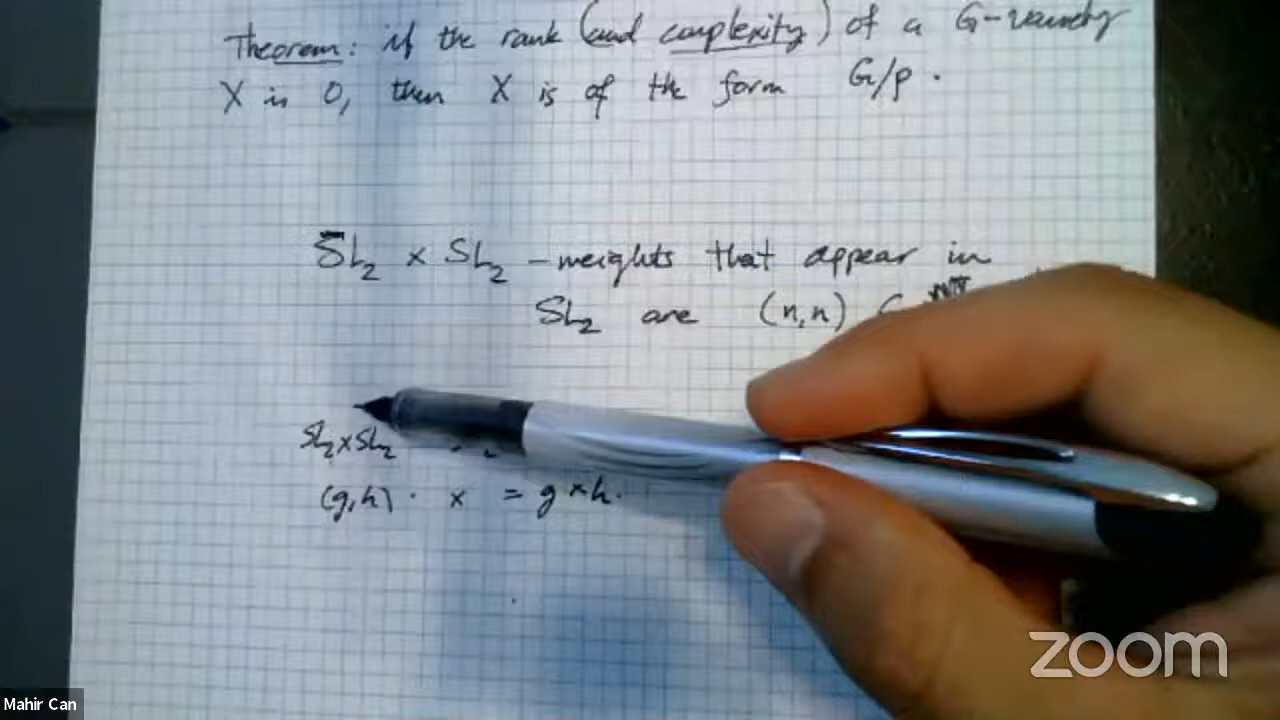 Theorem: if the rank (and complexity) of a G-variety
X is 0, then X is of the form G/P.
SL₂ × SL₂ - weights that appear in
SL₂ are (n,n)
SL₂×SL₂
(g,h) · x = g x h.
zoom
Mahir Can